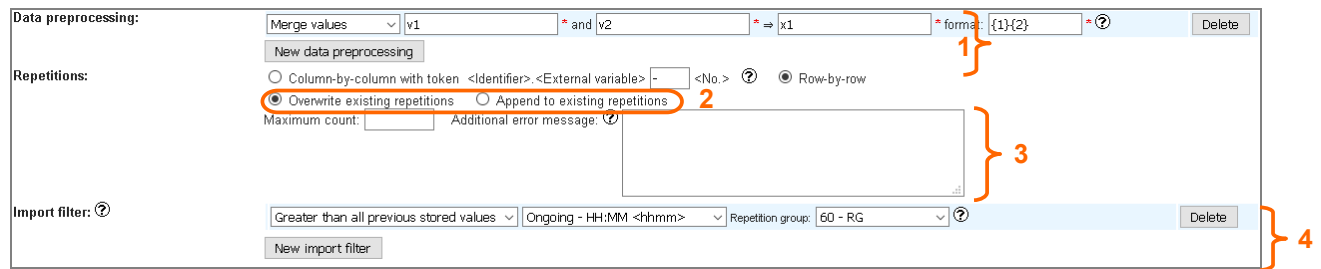 Data preprocessing: Merge values v1 * and v2 * ⇒ x1 * format: {1}{2} * ? Delete
New data preprocessing 1
Repetitions: Column-by-column with token <Identifier>.<External variable> - <No.> ? Row-by-row
Overwrite existing repetitions Append to existing repetitions 2
Maximum count: Additional error message: ?
3
Import filter: ? Greater than all previous stored values Ongoing - HH:MM <hhmm> Repetition group: 60 - RG ? Delete
New import filter 4